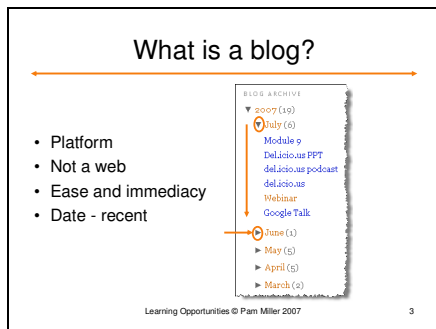 What is a blog?
• Platform
• Not a web
• Ease and immediacy
• Date - recent
BLOG ARCHIVE
▼ 2007 (19)
▼ July (6)
Module 9
Del.icio.us PPT
del.icio.us podcast
del.icio.us
Webinar
Google Talk
► June (1)
► May (5)
► April (5)
► March (2)
Learning Opportunities © Pam Miller 2007
3